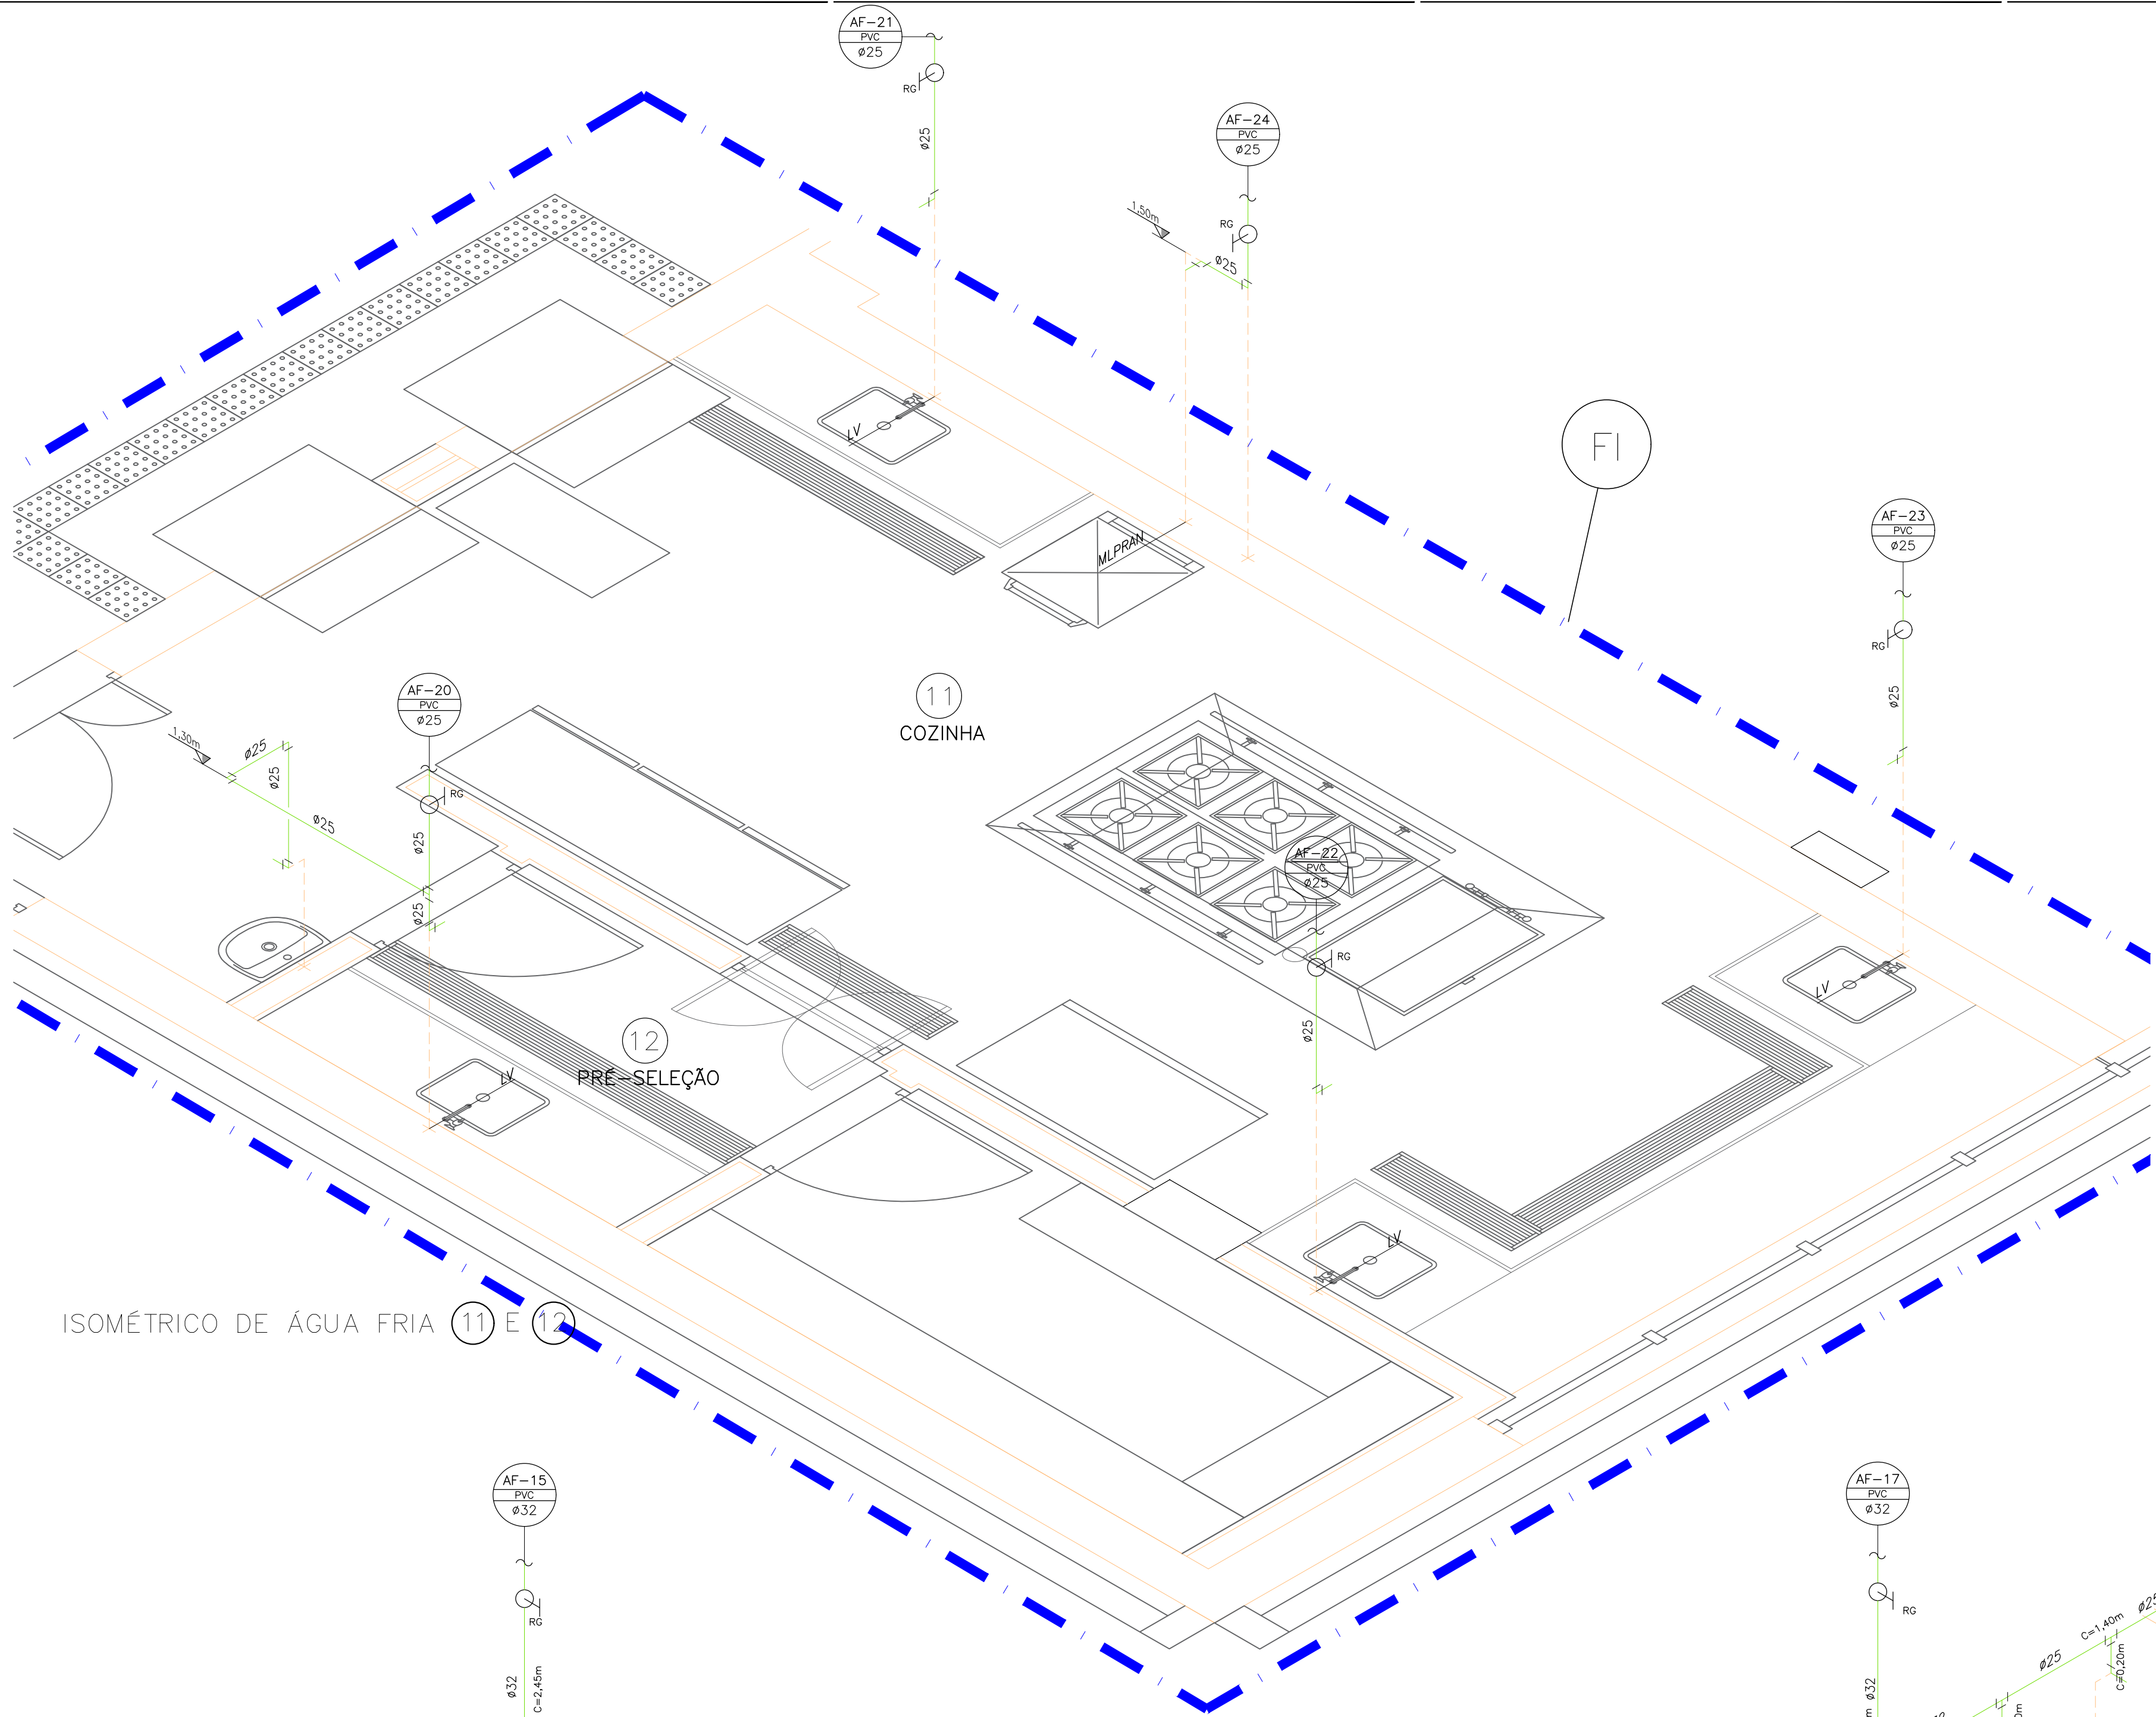 AF-21
PVC
ø25
RG
ø25
AF-24
PVC
ø25
1,50m
RG
ø25
FI
LV
MLPRAN
AF-23
PVC
ø25
RG
ø25
AF-20
PVC
ø25
11
COZINHA
1,30m
ø25
ø25
ø25
RG
ø25
ø25
AF-22
PVC
ø25
RG
ø25
LV
12
PRÉ-SELEÇÃO
LV
LV
ISOMÉTRICO DE ÁGUA FRIA 11 E 12
AF-15
PVC
ø32
RG
ø32
C=2,45m
AF-17
PVC
ø32
RG
ø32
ø25
C=1,40m
ø25
C=0,20m